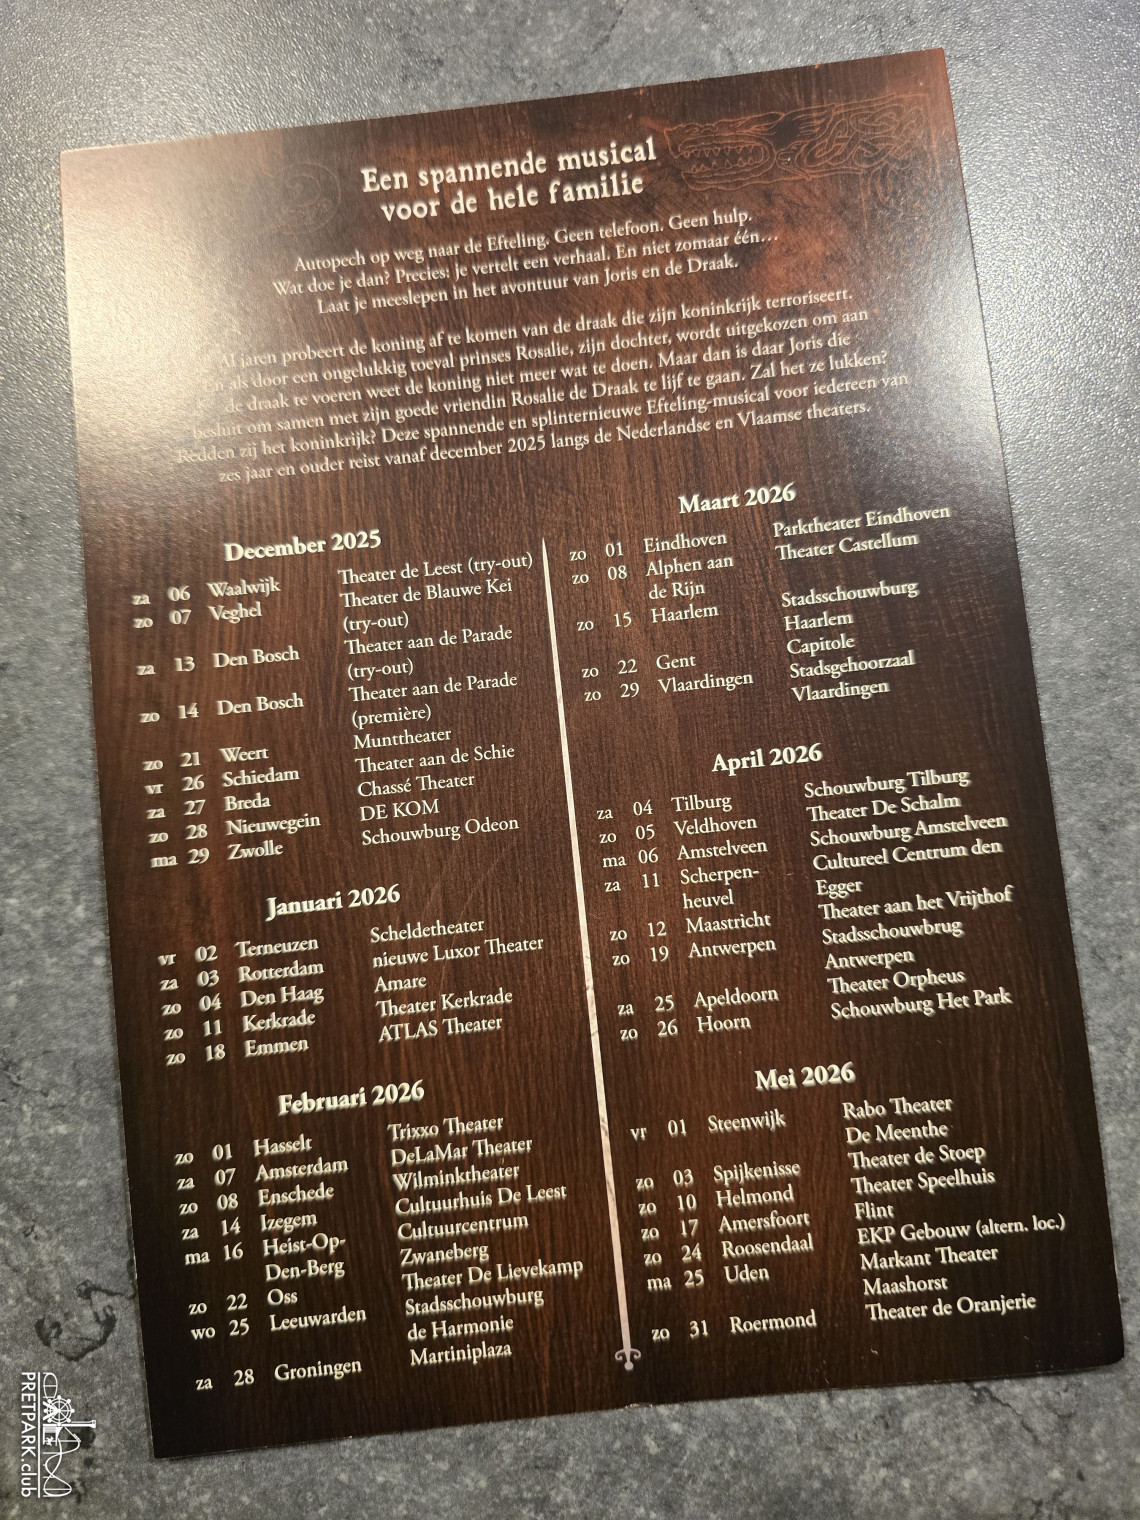 Een spannende musical
voor de hele familie
Autopech op weg naar de Efteling. Geen telefoon. Geen hulp.
Wat doe je dan? Precies: je vertelt een verhaal. En niet zomaar één...
Laat je meeslepen in het avontuur van Joris en de Draak.
Al jaren probeert de koning af te komen van de draak die zijn koninkrijk terroriseert.
En als door een ongelukkig toeval prinses Rosalie, zijn dochter, wordt uitgekozen om aan
de draak te voeren weet de koning niet meer wat te doen. Maar dan is daar Joris die
besluit om samen met zijn goede vriendin Rosalie de Draak te lijf te gaan. Zal het ze lukken?
Redden zij het koninkrijk? Deze spannende en splinternieuwe Efteling-musical voor iedereen van
zes jaar en ouder reist vanaf december 2025 langs de Nederlandse en Vlaamse theaters.
December 2025
za 06 Waalwijk Theater de Leest (try-out)
zo 07 Veghel Theater de Blauwe Kei
(try-out)
za 13 Den Bosch Theater aan de Parade
(try-out)
zo 14 Den Bosch Theater aan de Parade
(première)
zo 21 Weert Munttheater
vr 26 Schiedam Theater aan de Schie
za 27 Breda Chassé Theater
zo 28 Nieuwegein DE KOM
ma 29 Zwolle Schouwburg Odeon
Januari 2026
vr 02 Terneuzen Scheldetheater
za 03 Rotterdam nieuwe Luxor Theater
zo 04 Den Haag Amare
zo 11 Kerkrade Theater Kerkrade
zo 18 Emmen ATLAS Theater
Februari 2026
zo 01 Hasselt Trixxo Theater
za 07 Amsterdam DeLaMar Theater
zo 08 Enschede Wilminktheater
za 14 Izegem Cultuurhuis De Leest
ma 16 Heist-Op- Cultuurcentrum
Den-Berg Zwaneberg
zo 22 Oss Theater De Lievekamp
wo 25 Leeuwarden Stadsschouwburg
de Harmonie
za 28 Groningen Martiniplaza
Maart 2026
zo 01 Eindhoven Parktheater Eindhoven
zo 08 Alphen aan Theater Castellum
de Rijn
zo 15 Haarlem Stadsschouwburg
Haarlem
zo 22 Gent Capitole
zo 29 Vlaardingen Stadsgehoorzaal
Vlaardingen
April 2026
za 04 Tilburg Schouwburg Tilburg
zo 05 Veldhoven Theater De Schalm
ma 06 Amstelveen Schouwburg Amstelveen
za 11 Scherpen- Cultureel Centrum den
heuvel Egger
zo 12 Maastricht Theater aan het Vrijthof
zo 19 Antwerpen Stadsschouwbrug
Antwerpen
za 25 Apeldoorn Theater Orpheus
zo 26 Hoorn Schouwburg Het Park
Mei 2026
vr 01 Steenwijk Rabo Theater
De Meenthe
zo 03 Spijkenisse Theater de Stoep
zo 10 Helmond Theater Speelhuis
zo 17 Amersfoort Flint
zo 24 Roosendaal EKP Gebouw (altern. loc.)
ma 25 Uden Markant Theater
Maashorst
zo 31 Roermond Theater de Oranjerie
PRETPARK.club